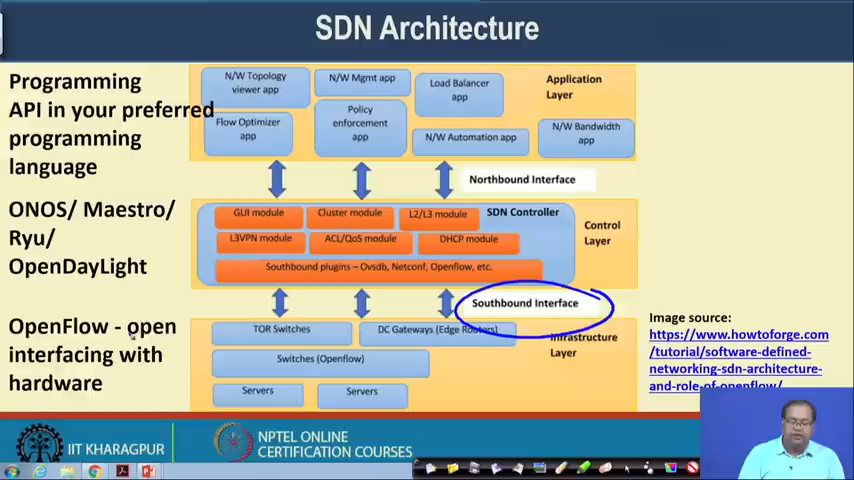 SDN Architecture
Programming
API in your preferred
programming
language
N/W Topology
viewer app
N/W Mgmt app
Load Balancer
app
Application
Layer
Flow Optimizer
app
Policy
enforcement
app
N/W Automation app
N/W Bandwidth
app
Northbound Interface
ONOS/ Maestro/
Ryu/
OpenDayLight
GUI module
Cluster module
L2/L3 module
SDN Controller
L3VPN module
ACL/QoS module
DHCP module
Southbound plugins – Ovsdb, Netconf, Openflow, etc.
Control
Layer
Southbound Interface
OpenFlow - open
interfacing with
hardware
TOR Switches
DC Gateways (Edge Routers)
Switches (Openflow)
Servers
Servers
Infrastructure
Layer
Image source:
https://www.howtoforge.com
/tutorial/software-defined-
networking-sdn-architecture-
and-role-of-openflow/
IIT KHARAGPUR
NPTEL ONLINE
CERTIFICATION COURSES